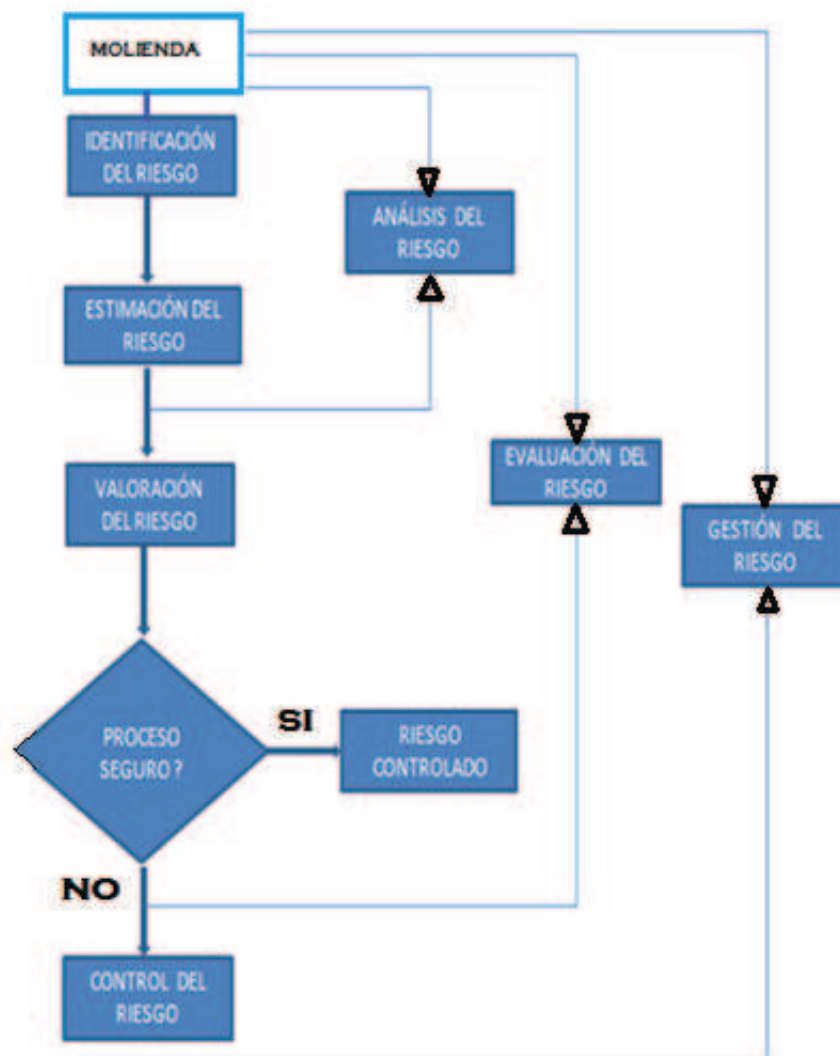 MOLIENDA
IDENTIFICACIÓN
DEL RIESGO
ANÁLISIS DEL
RIESGO
ESTIMACIÓN DEL
RIESGO
EVALUACIÓN DEL
RIESGO
VALORACIÓN
DEL RIESGO
GESTIÓN DEL
RIESGO
PROCESO
SEGURO?
SI
RIESGO
CONTROLADO
NO
CONTROL DEL
RIESGO